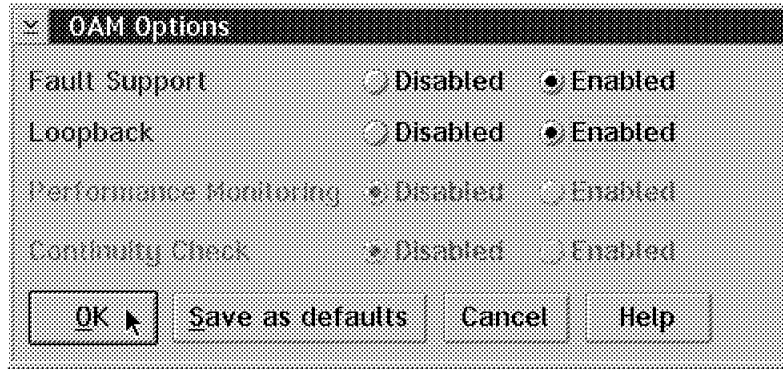 OAM Options
Fault Support Disabled Enabled
Loopback Disabled Enabled
Performance Monitoring Disabled Enabled
Continuity Check Disabled Enabled
OK Save as defaults Cancel Help